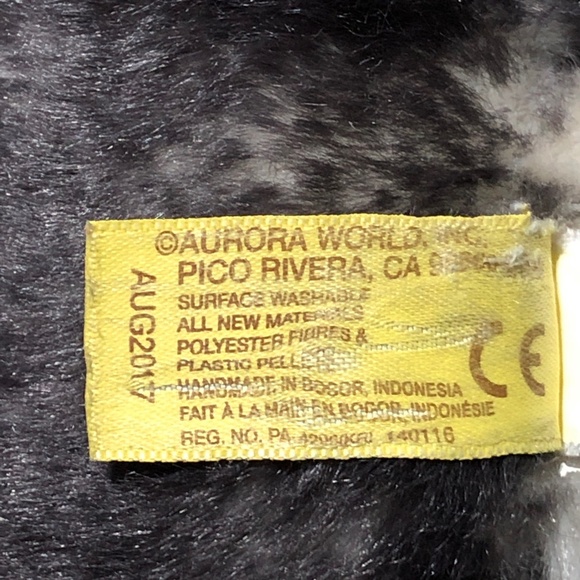 ©AURORA WORLD, INC.
PICO RIVERA, CA
SURFACE WASHABLE
ALL NEW MATERIALS
POLYESTER FIBRES &
PLASTIC PELLETS
HANDMADE IN BOGOR, INDONESIA
FAIT À LA MAIN EN BOGOR, INDONÉSIE
REG. NO. PA 140116
AUG2017
CE